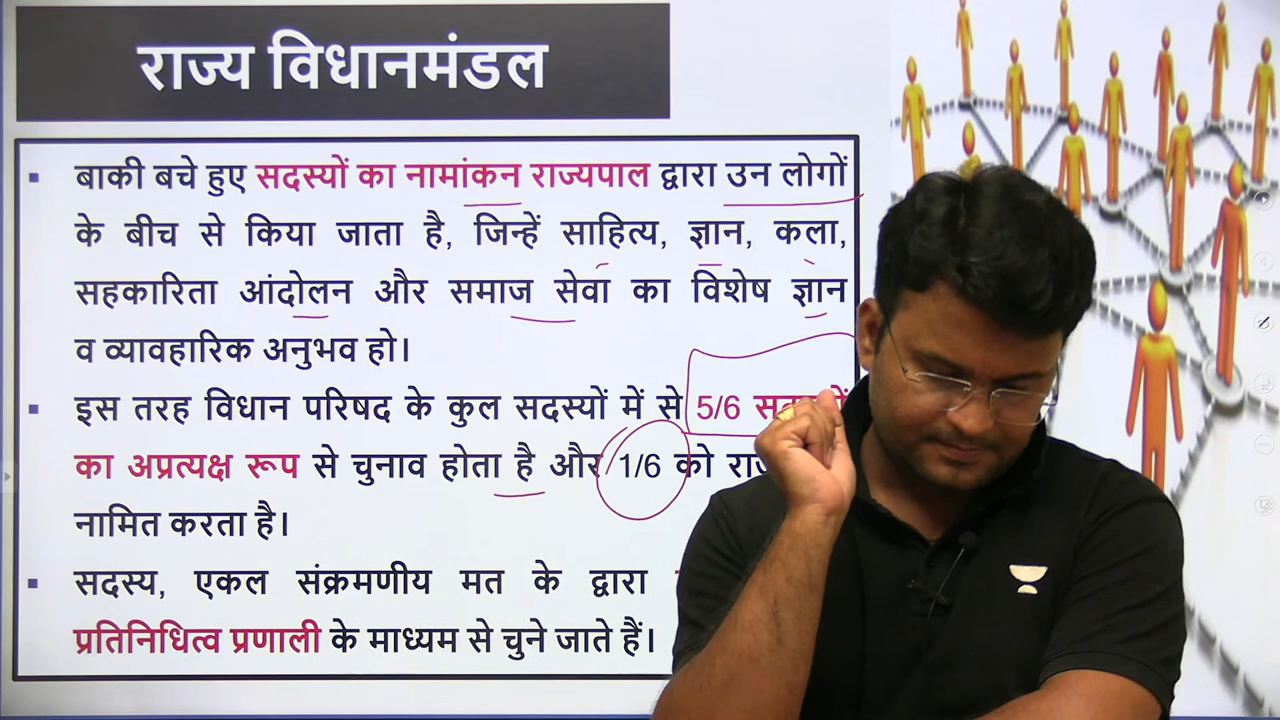 राज्य विधानमंडल
बाकी बचे हुए सदस्यों का नामांकन राज्यपाल द्वारा उन लोगों
के बीच से किया जाता है, जिन्हें साहित्य, ज्ञान, कला,
सहकारिता आंदोलन और समाज सेवा का विशेष ज्ञान
व व्यावहारिक अनुभव हो।
इस तरह विधान परिषद के कुल सदस्यों में से 5/6
का अप्रत्यक्ष रूप से चुनाव होता है और 1/6 को
नामित करता है।
सदस्य, एकल संक्रमणीय मत के द्वारा
प्रतिनिधित्व प्रणाली के माध्यम से चुने जाते हैं।